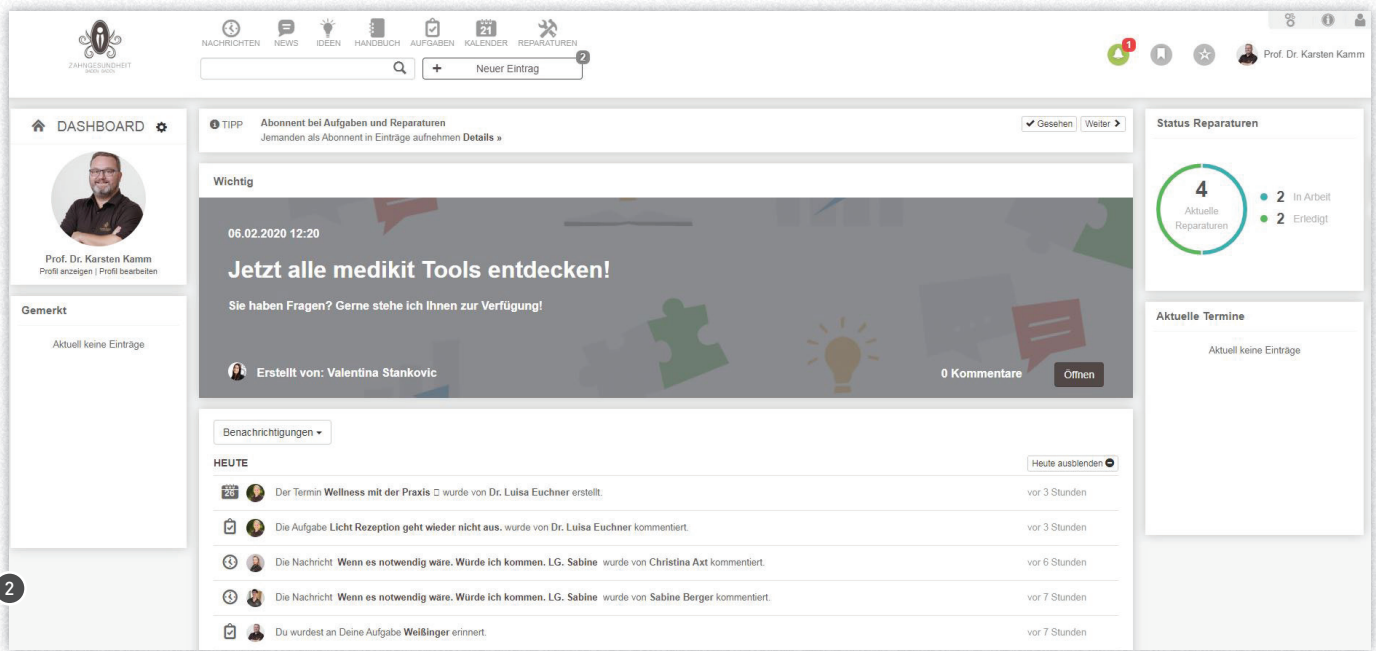 ZAHNGESUNDHEIT
BADEN BADEN
NACHRICHTEN NEWS IDEEN HANDBUCH AUFGABEN 21 KALENDER REPARATUREN
+ Neuer Eintrag 2
1
Prof. Dr. Karsten Kamm
DASHBOARD
Prof. Dr. Karsten Kamm
Profil anzeigen | Profil bearbeiten
Gemerkt
Aktuell keine Einträge
2
TIPP Abonnent bei Aufgaben und Reparaturen
Jemanden als Abonnent in Einträge aufnehmen Details »
Gesehen Weiter
Wichtig
06.02.2020 12:20
Jetzt alle medikit Tools entdecken!
Sie haben Fragen? Gerne stehe ich Ihnen zur Verfügung!
Erstellt von: Valentina Stankovic 0 Kommentare Öffnen
Benachrichtigungen
HEUTE Heute ausblenden
26 Der Termin Wellness mit der Praxis wurde von Dr. Luisa Euchner erstellt. vor 3 Stunden
Die Aufgabe Licht Rezeption geht wieder nicht aus. wurde von Dr. Luisa Euchner kommentiert. vor 3 Stunden
Die Nachricht Wenn es notwendig wäre. Würde ich kommen. LG. Sabine wurde von Christina Axt kommentiert. vor 6 Stunden
Die Nachricht Wenn es notwendig wäre. Würde ich kommen. LG. Sabine wurde von Sabine Berger kommentiert. vor 7 Stunden
Du wurdest an Deine Aufgabe Weißinger erinnert. vor 7 Stunden
Status Reparaturen
4
Aktuelle
Reparaturen
2 In Arbeit
2 Erledigt
Aktuelle Termine
Aktuell keine Einträge